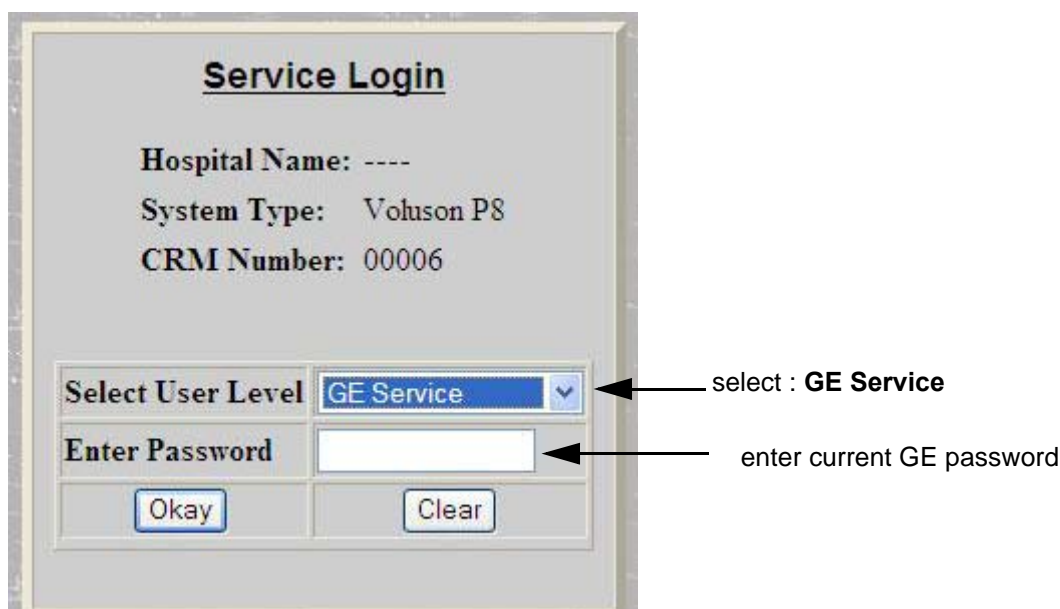 Service Login
Hospital Name: ----
System Type: Voluson P8
CRM Number: 00006
Select User Level GE Service
select : GE Service
Enter Password
enter current GE password
Okay Clear